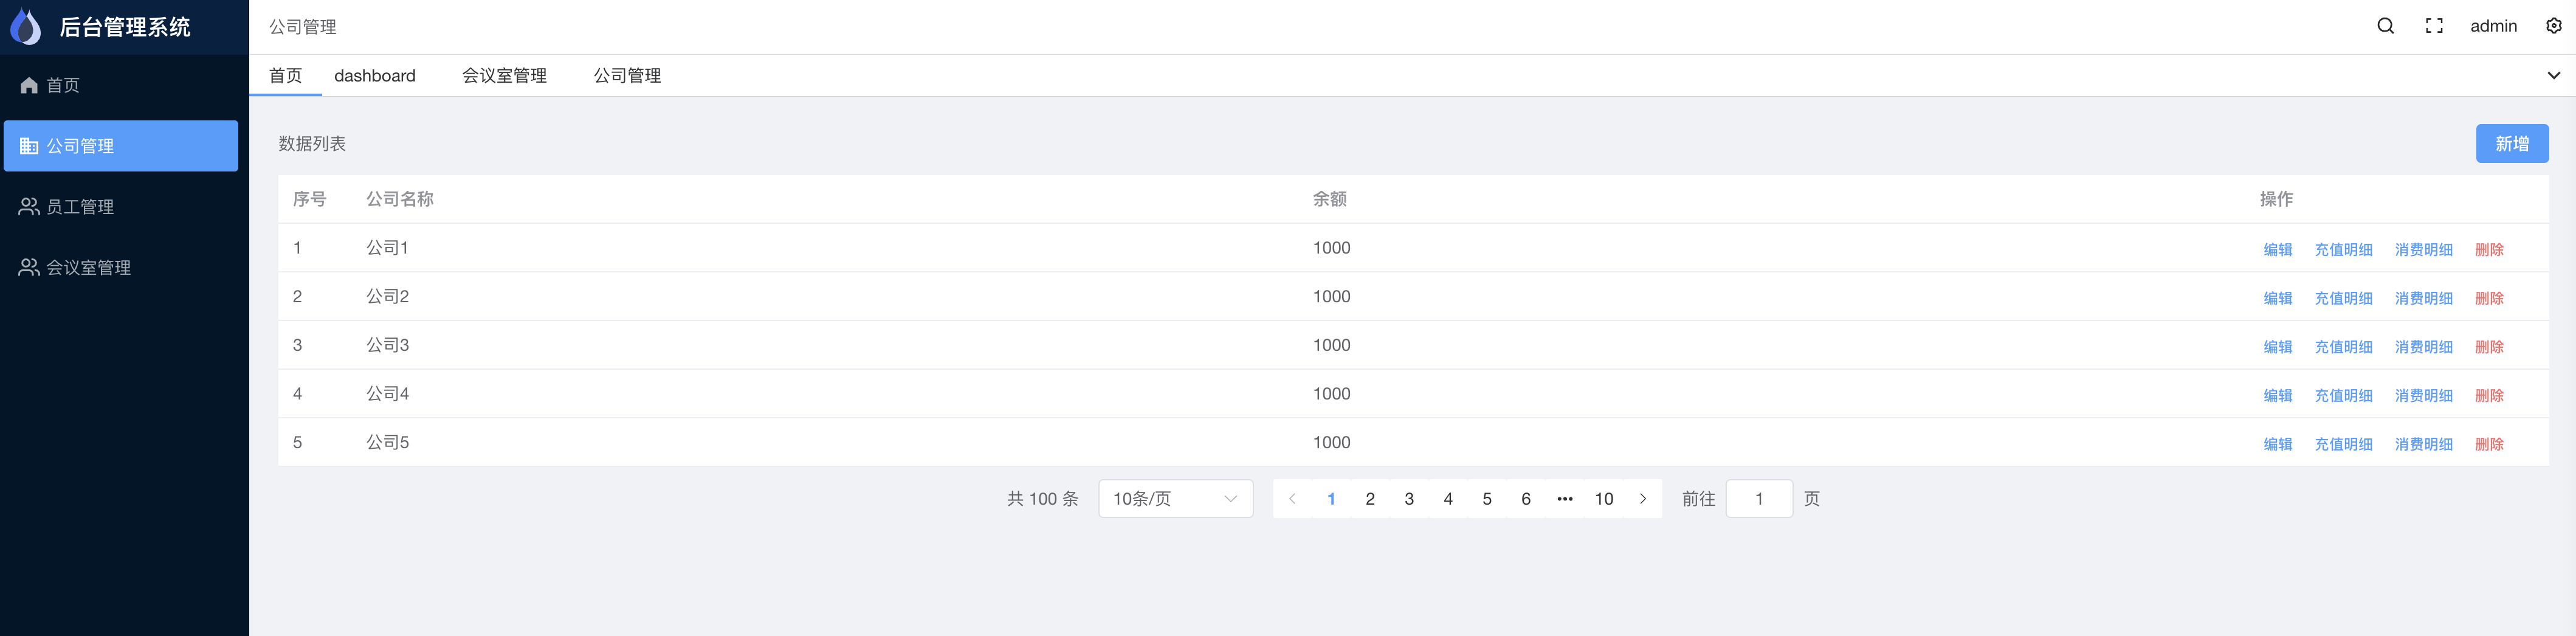 后台管理系统
首页
公司管理
员工管理
会议室管理
公司管理 admin
首页 dashboard 会议室管理 公司管理
数据列表 新增
序号 公司名称 余额 操作
1 公司1 1000 编辑 充值明细 消费明细 删除
2 公司2 1000 编辑 充值明细 消费明细 删除
3 公司3 1000 编辑 充值明细 消费明细 删除
4 公司4 1000 编辑 充值明细 消费明细 删除
5 公司5 1000 编辑 充值明细 消费明细 删除
共 100 条 10条/页 1 2 3 4 5 6 ••• 10 前往 1 页